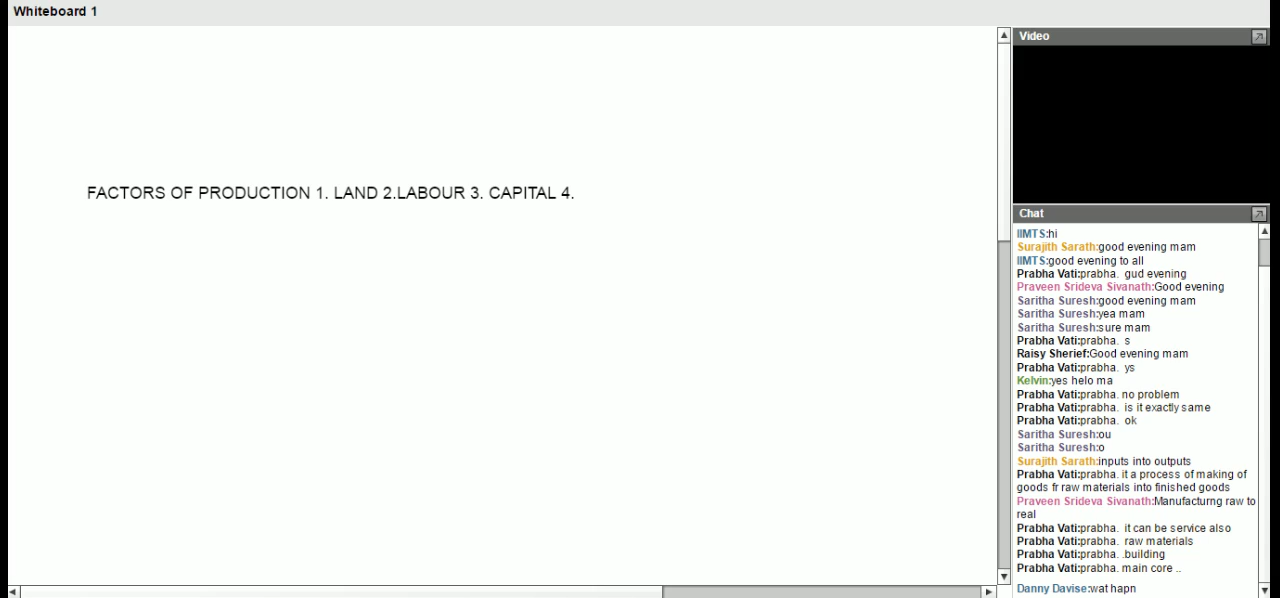 Whiteboard 1
FACTORS OF PRODUCTION 1. LAND 2.LABOUR 3. CAPITAL 4.
Video
Chat
IIMTS:hi
Surajith Sarath:good evening mam
IIMTS:good evening to all
Prabha Vati:prabha.  gud evening
Praveen Srideva Sivanath:Good evening
Saritha Suresh:good evening mam
Saritha Suresh:yea mam
Saritha Suresh:sure mam
Prabha Vati:prabha.  s
Raisy Sherief:Good evening mam
Prabha Vati:prabha.  ys
Kelvin:yes helo ma
Prabha Vati:prabha. no problem
Prabha Vati:prabha.  is it exactly same
Prabha Vati:prabha.  ok
Saritha Suresh:ou
Saritha Suresh:o
Surajith Sarath:inputs into outputs
Prabha Vati:prabha. it a process of making of
goods fr raw materials into finished goods
Praveen Srideva Sivanath:Manufacturng raw to
real
Prabha Vati:prabha.  it can be service also
Prabha Vati:prabha.  raw materials
Prabha Vati:prabha. .building
Prabha Vati:prabha. main core ..
Danny Davise:wat hapn